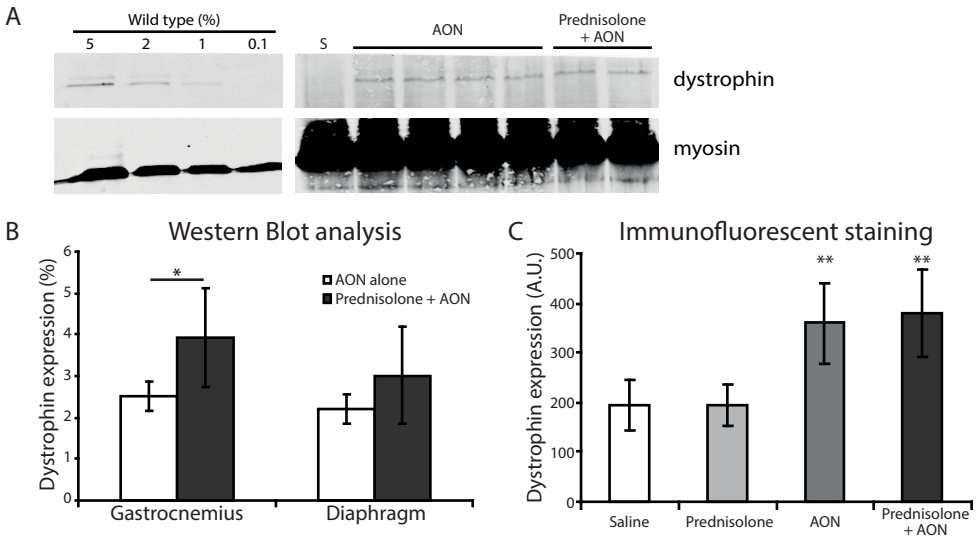 A
Wild type (%)
5 2 1 0.1
S
AON
Prednisolone
+ AON
dystrophin
myosin
B
Western Blot analysis
Dystrophin expression (%)
6
5
4
3
2
1
0
*
AON alone
Prednisolone + AON
Gastrocnemius
Diaphragm
C
Immunofluorescent staining
Dystrophin expression (A.U.)
500
400
300
200
100
0
**
**
Saline
Prednisolone
AON
Prednisolone
+ AON